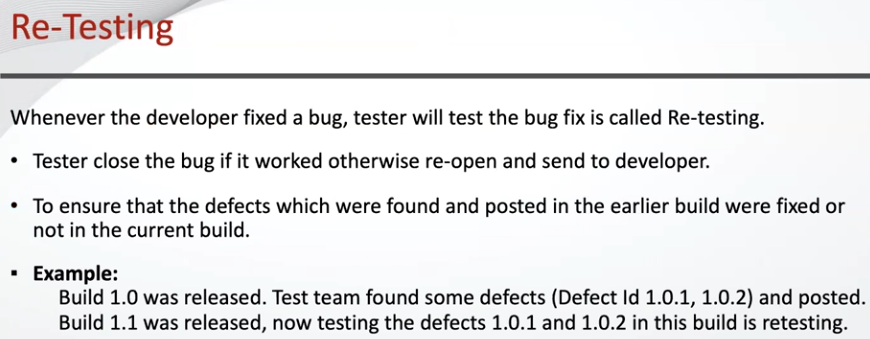 Re-Testing
Whenever the developer fixed a bug, tester will test the bug fix is called Re-testing.
• Tester close the bug if it worked otherwise re-open and send to developer.
• To ensure that the defects which were found and posted in the earlier build were fixed or
not in the current build.
▪ Example:
Build 1.0 was released. Test team found some defects (Defect Id 1.0.1, 1.0.2) and posted.
Build 1.1 was released, now testing the defects 1.0.1 and 1.0.2 in this build is retesting.